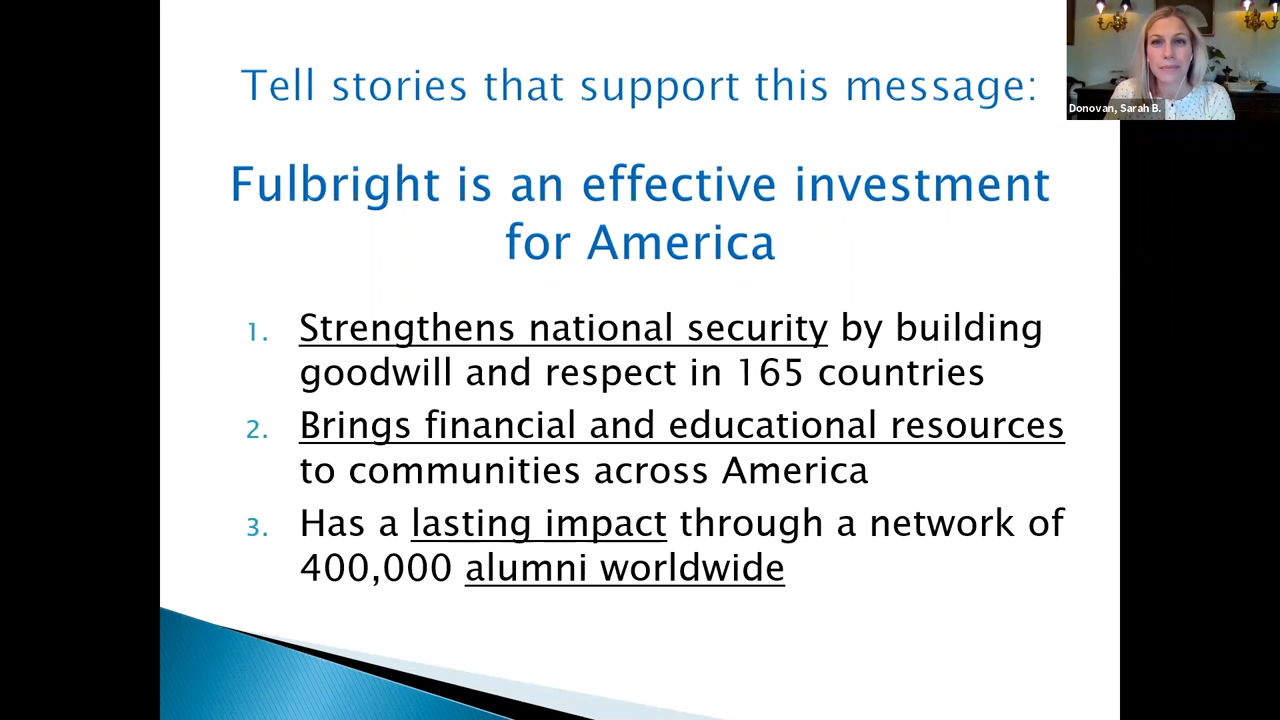 Tell stories that support this message:
Donovan, Sarah B.
Fulbright is an effective investment
for America
1. Strengthens national security by building
goodwill and respect in 165 countries
2. Brings financial and educational resources
to communities across America
3. Has a lasting impact through a network of
400,000 alumni worldwide